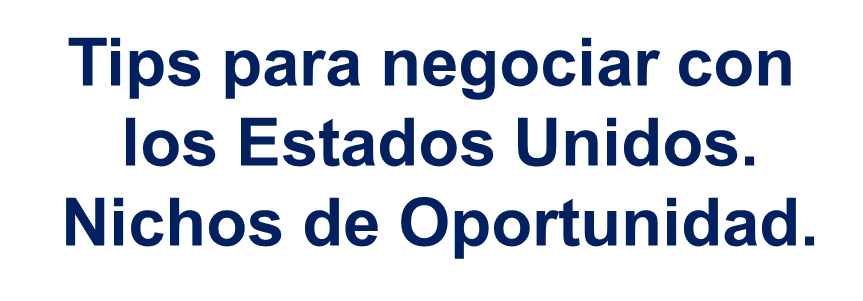 Tips para negociar con
los Estados Unidos.
Nichos de Oportunidad.